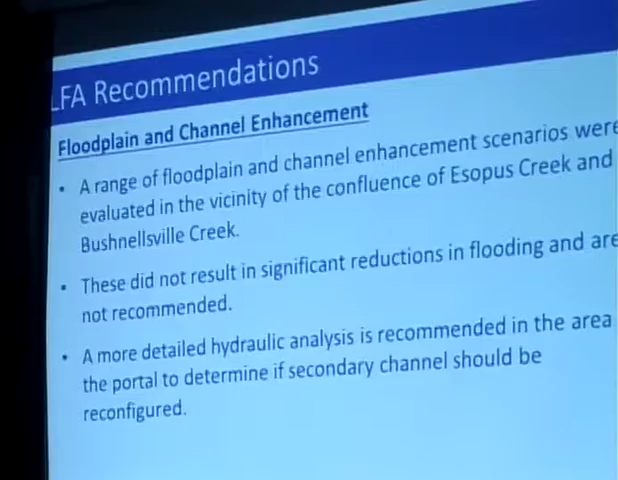 LFA Recommendations
Floodplain and Channel Enhancement
• A range of floodplain and channel enhancement scenarios were
evaluated in the vicinity of the confluence of Esopus Creek and
Bushnellsville Creek.
• These did not result in significant reductions in flooding and are
not recommended.
• A more detailed hydraulic analysis is recommended in the area
the portal to determine if secondary channel should be
reconfigured.